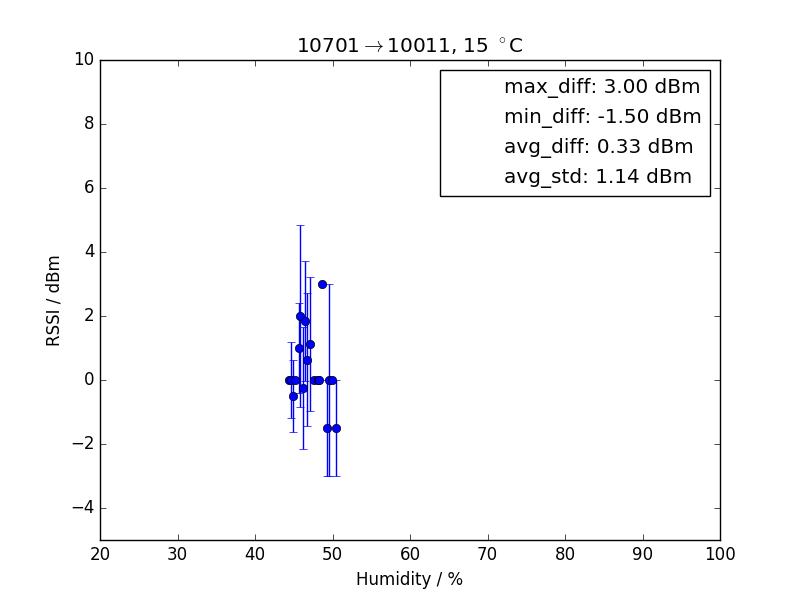 10701→10011, 15 °C
max_diff: 3.00 dBm
min_diff: -1.50 dBm
avg_diff: 0.33 dBm
avg_std: 1.14 dBm
RSSI / dBm
10
8
6
4
2
0
−2
−4
20 30 40 50 60 70 80 90 100
Humidity / %